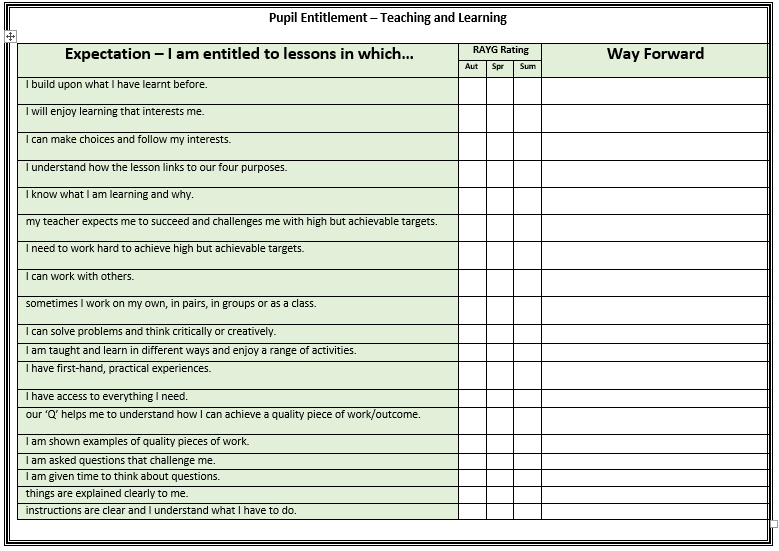 Pupil Entitlement – Teaching and Learning
Expectation – I am entitled to lessons in which...
RAYG Rating
Way Forward
Aut Spr Sum
I build upon what I have learnt before.
I will enjoy learning that interests me.
I can make choices and follow my interests.
I understand how the lesson links to our four purposes.
I know what I am learning and why.
my teacher expects me to succeed and challenges me with high but achievable targets.
I need to work hard to achieve high but achievable targets.
I can work with others.
sometimes I work on my own, in pairs, in groups or as a class.
I can solve problems and think critically or creatively.
I am taught and learn in different ways and enjoy a range of activities.
I have first-hand, practical experiences.
I have access to everything I need.
our ‘Q’ helps me to understand how I can achieve a quality piece of work/outcome.
I am shown examples of quality pieces of work.
I am asked questions that challenge me.
I am given time to think about questions.
things are explained clearly to me.
instructions are clear and I understand what I have to do.